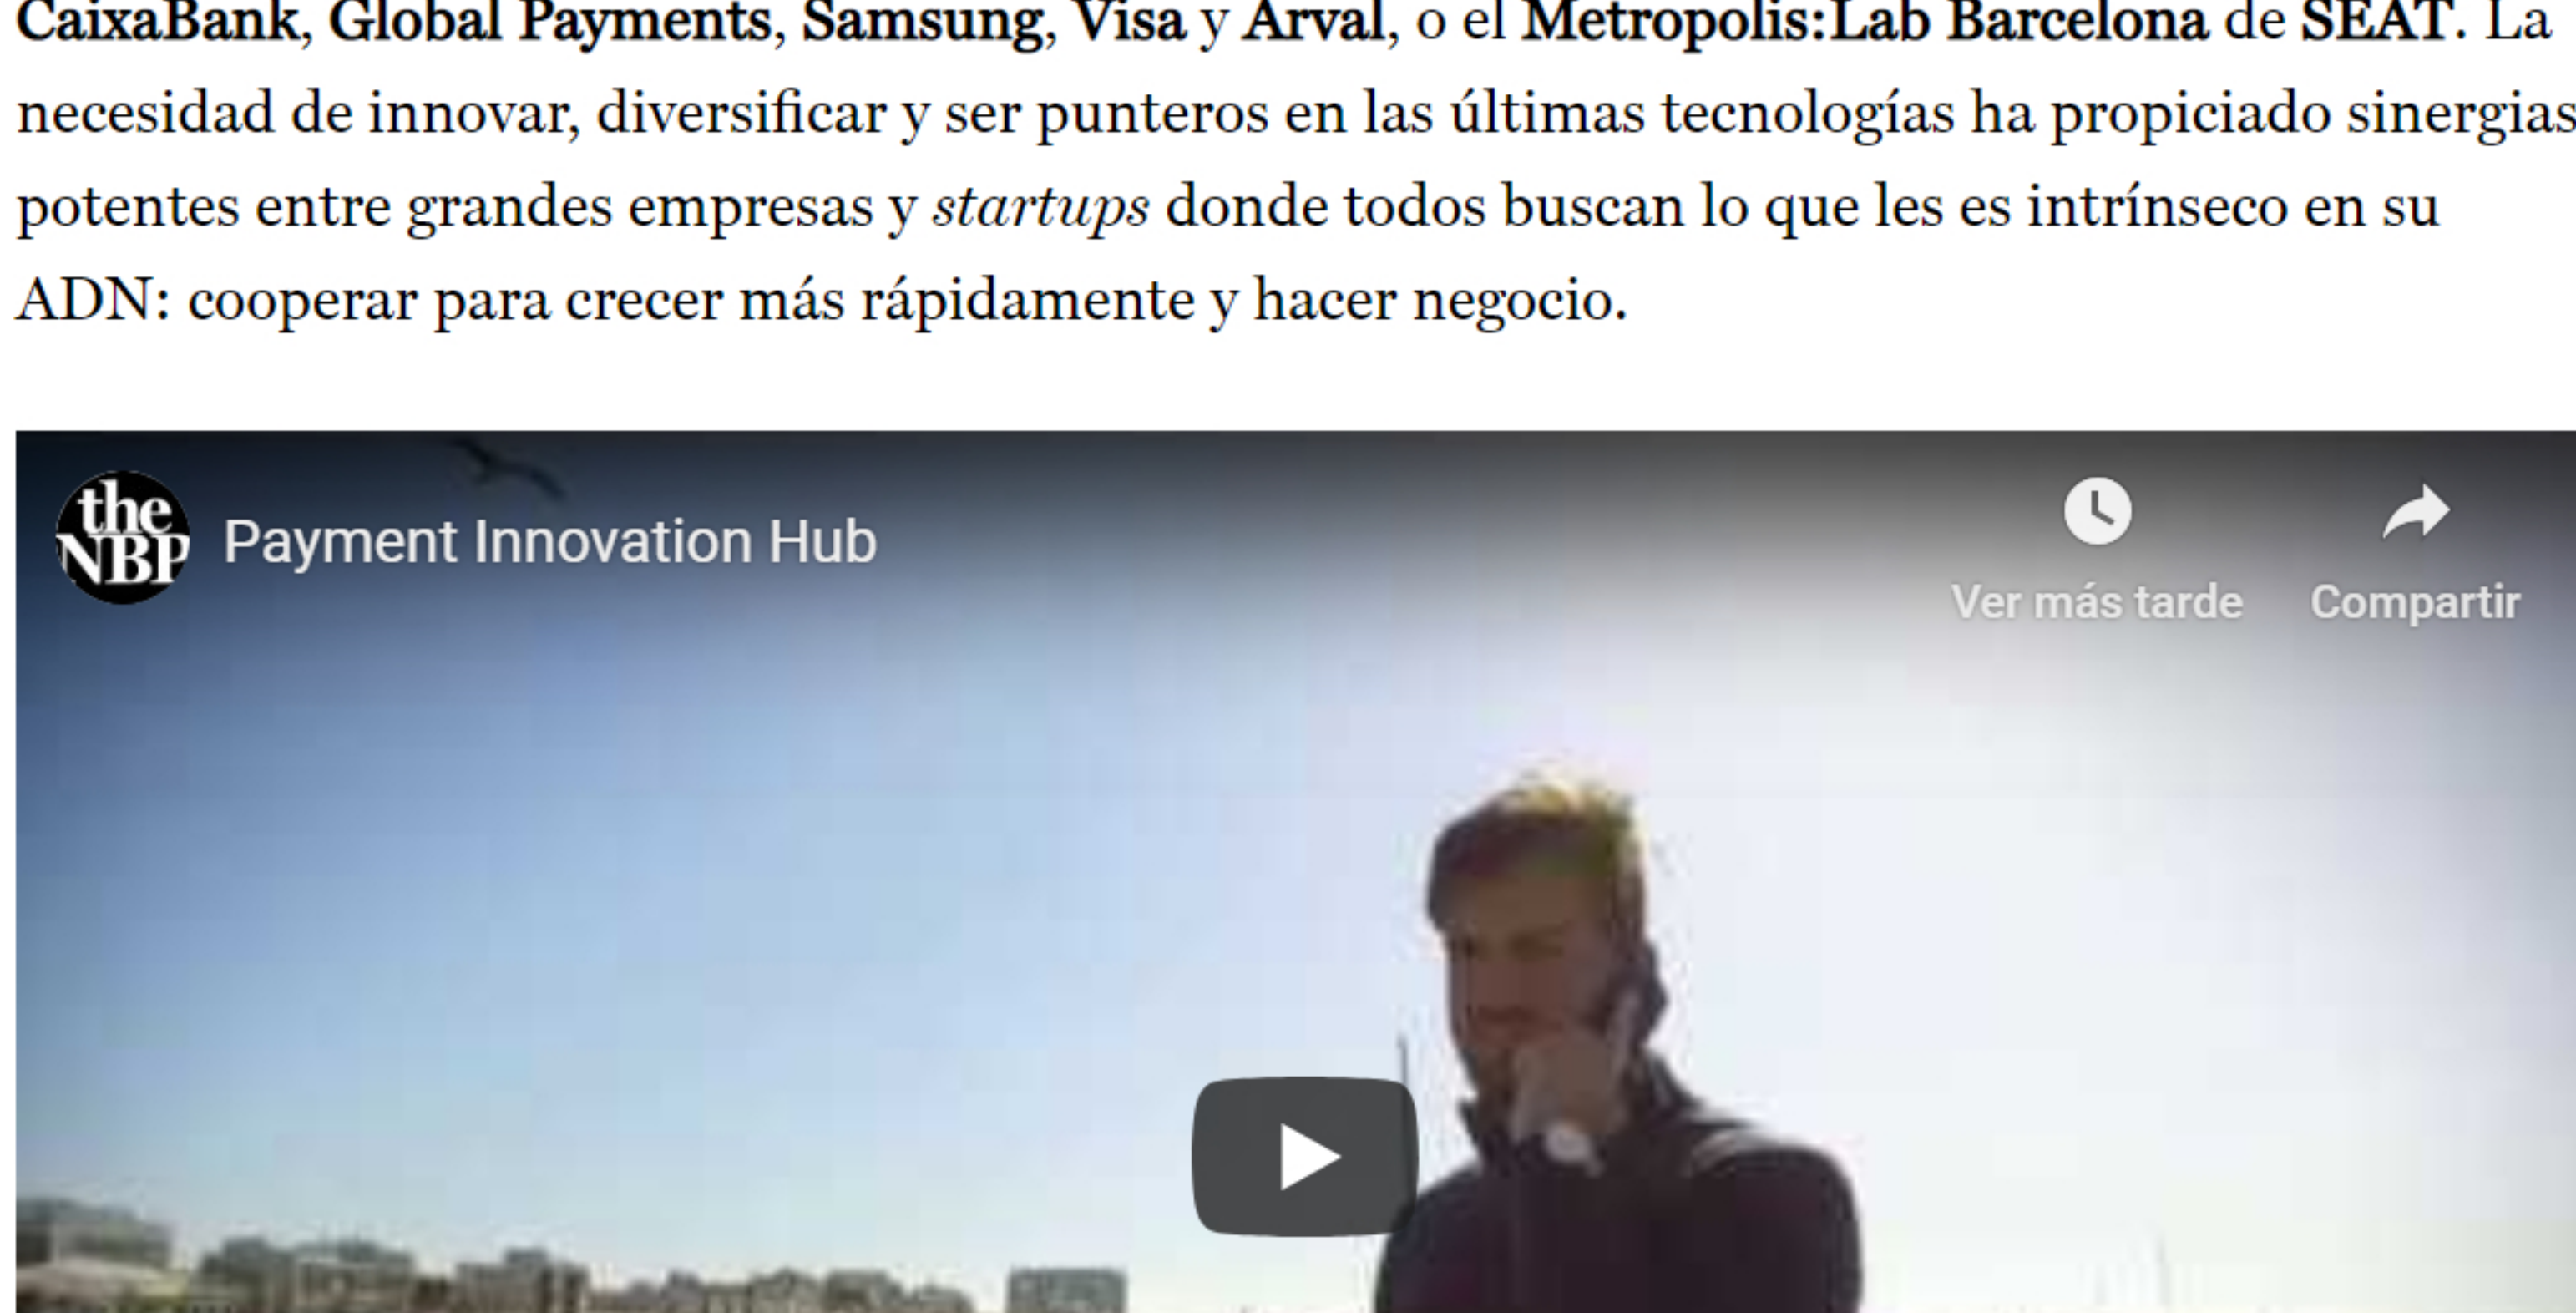 CaixaBank, Global Payments, Samsung, Visa y Arval, o el Metropolis:Lab Barcelona de SEAT. La
necesidad de innovar, diversificar y ser punteros en las últimas tecnologías ha propiciado sinergias
potentes entre grandes empresas y startups donde todos buscan lo que les es intrínseco en su
ADN: cooperar para crecer más rápidamente y hacer negocio.
the
NBP
Payment Innovation Hub
Ver más tarde
Compartir